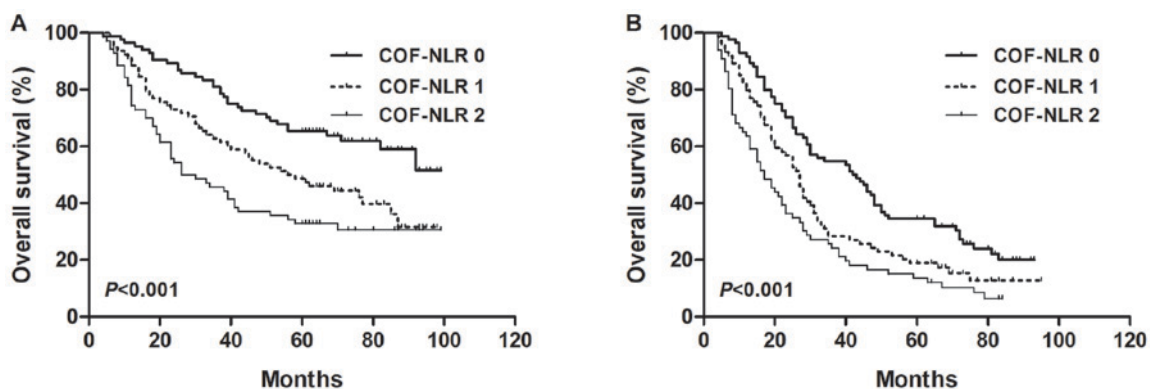 A
Overall survival (%)
100
80
60
40
20
0
COF-NLR 0
COF-NLR 1
COF-NLR 2
P<0.001
0 20 40 60 80 100 120
Months
B
Overall survival (%)
100
80
60
40
20
0
COF-NLR 0
COF-NLR 1
COF-NLR 2
P<0.001
0 20 40 60 80 100 120
Months